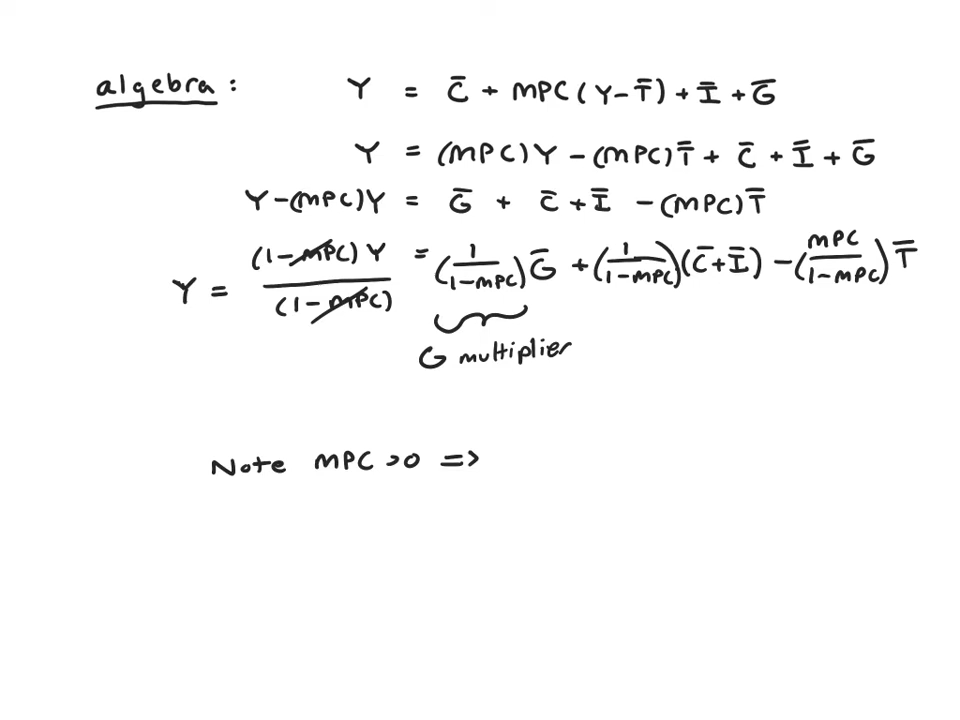 algebra : Y = C̄ + MPC(Y-T̄) + Ī + Ḡ
Y = (MPC)Y - (MPC)T̄ + C̄ + Ī + Ḡ
Y-(MPC)Y = Ḡ + C̄ + Ī - (MPC)T̄
Y = (1-MPC)Y / (1-MPC) = (1/1-MPC)Ḡ + (1/1-MPC)(C̄+Ī) - (MPC/1-MPC)T̄
G multiplier
Note MPC >0 =>